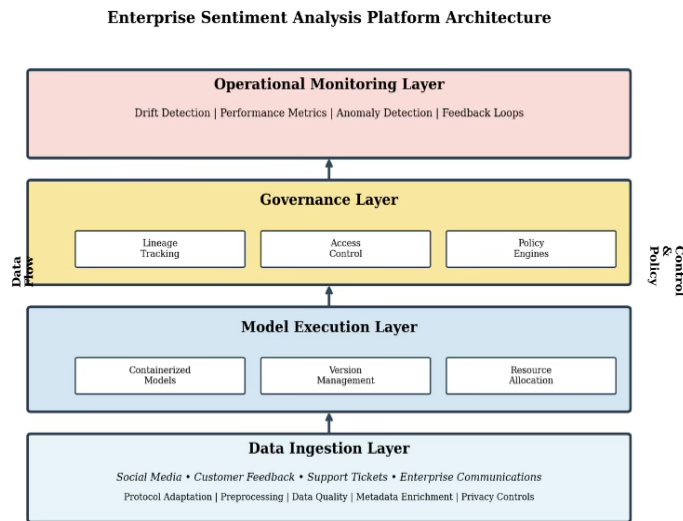 Enterprise Sentiment Analysis Platform Architecture
Operational Monitoring Layer
Drift Detection | Performance Metrics | Anomaly Detection | Feedback Loops
Governance Layer
Lineage
Tracking
Access
Control
Policy
Engines
Data
Flow
Control
&
Policy
Model Execution Layer
Containerized
Models
Version
Management
Resource
Allocation
Data Ingestion Layer
Social Media • Customer Feedback • Support Tickets • Enterprise Communications
Protocol Adaptation | Preprocessing | Data Quality | Metadata Enrichment | Privacy Controls